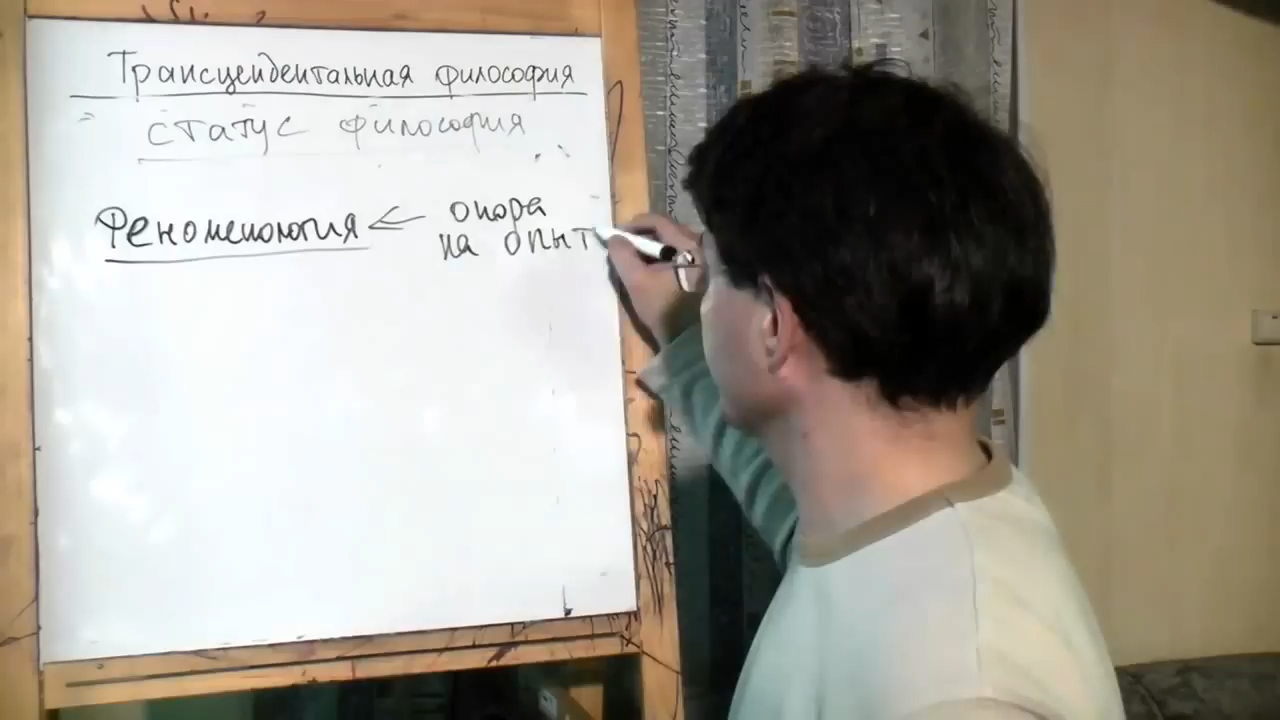 Трансцендентальная философия
статус философия
Феноменология ← опора
на опыт